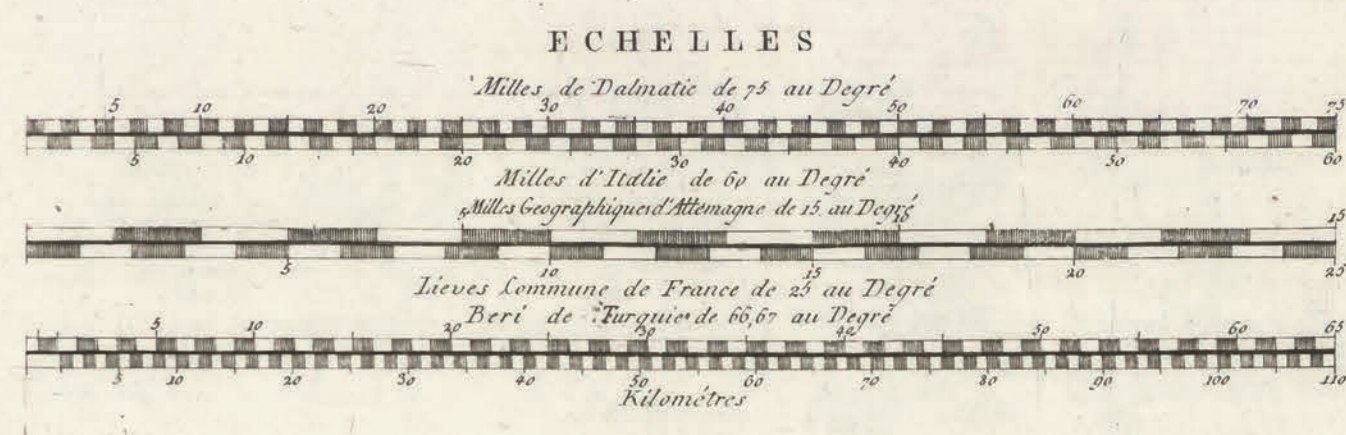 ECHELLES
Milles de Dalmatie de 75 au Degré
5 10 20 30 40 50 60 70 75
5 10 20 30 40 50 60
Milles d'Italie de 60 au Degré
Milles Geographiques d'Allemagne de 15 au Degré
5 10 15
5 10 15 20 25
Lieues Commune de France de 25 au Degré
Beri de Turquie de 66,67 au Degré
5 10 20 30 40 50 60 65
5 10 20 30 40 50 60 70 80 90 100 110
Kilométres